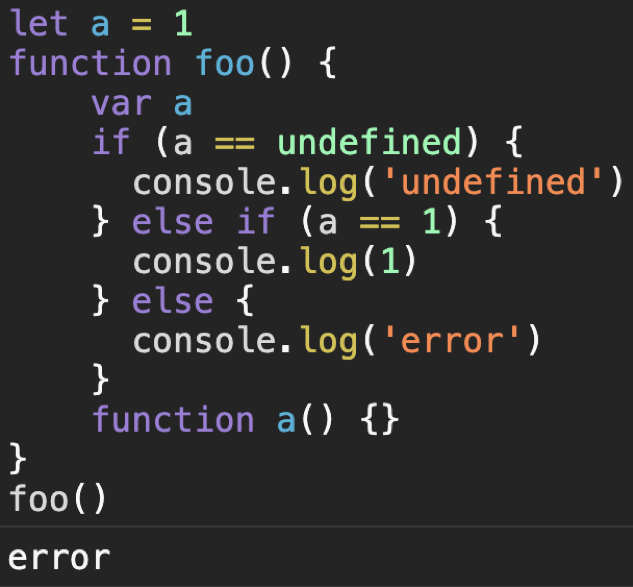 let a = 1
function foo() {
    var a
    if (a == undefined) {
      console.log('undefined')
    } else if (a == 1) {
      console.log(1)
    } else {
      console.log('error')
    }
    function a() {}
}
foo()
error